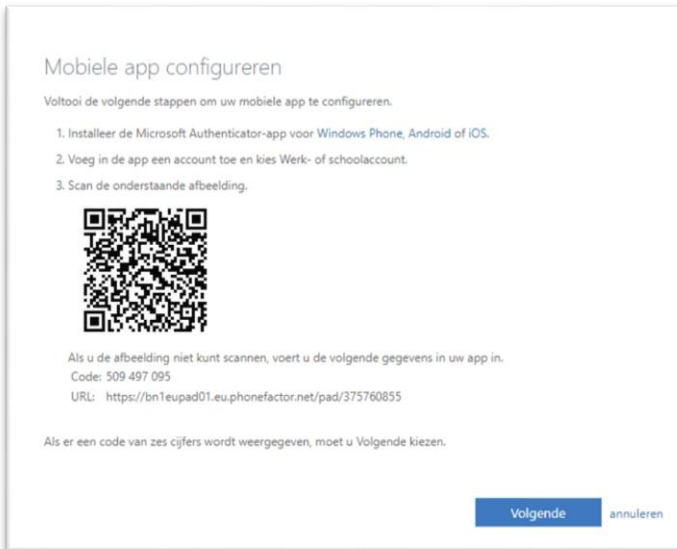 Mobiele app configureren
Voltooi de volgende stappen om uw mobiele app te configureren.
1. Installeer de Microsoft Authenticator-app voor Windows Phone, Android of iOS.
2. Voeg in de app een account toe en kies Werk- of schoolaccount.
3. Scan de onderstaande afbeelding.
Als u de afbeelding niet kunt scannen, voert u de volgende gegevens in uw app in.
Code: 509 497 095
URL: https://bn1eupad01.eu.phonefactor.net/pad/375760855
Als er een code van zes cijfers wordt weergegeven, moet u Volgende kiezen.
Volgende annuleren